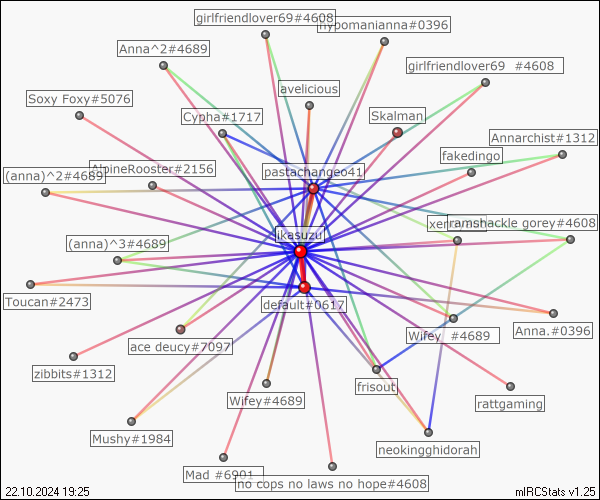 girlfriendlover69#4608
hypomanianna#0396
Anna^2#4689
girlfriendlover69 #4608
avelicious
Soxy Foxy#5076
Cypha#1717
Skalman
Annarchist#1312
fakedingo
AlpineRooster#2156
pastachangeo41
(anna)^2#4689
xenramsh
ramshackle gorey#4608
ikasuzu
(anna)^3#4689
Toucan#2473
default#0617
Anna.#0396
Wifey_#4689
ace deucy#7097
zibbits#1312
frisout
Wifey#4689
rattgaming
Mushy#1984
neokingghidorah
Mad #6901
no cops no laws no hope#4608
22.10.2024 19:25
mIRCStats v1.25